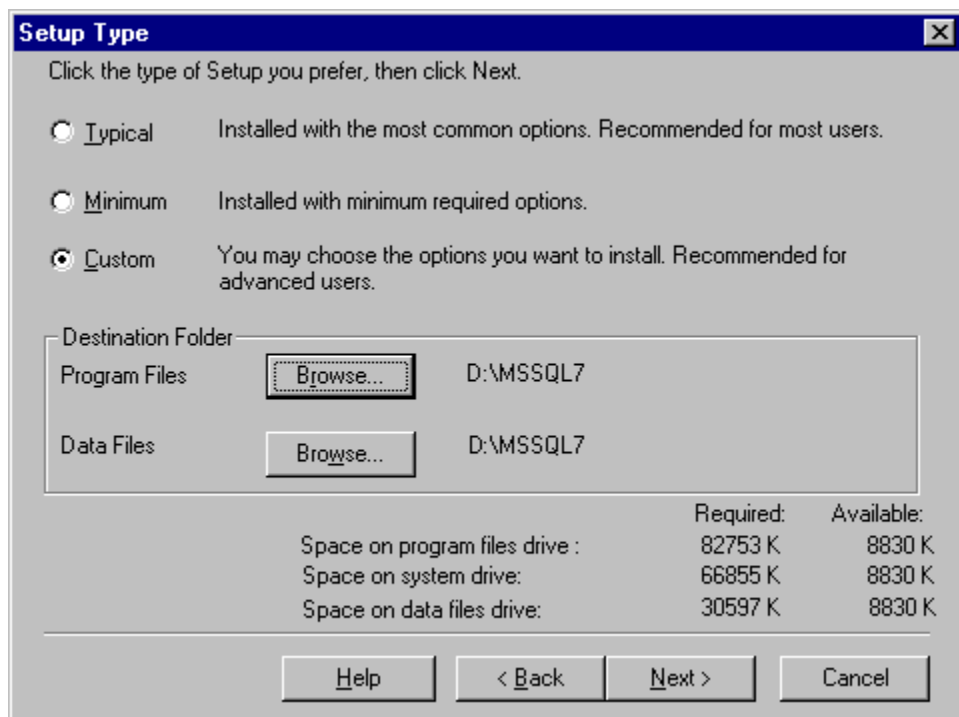 Setup Type
Click the type of Setup you prefer, then click Next.
Typical Installed with the most common options. Recommended for most users.
Minimum Installed with minimum required options.
Custom You may choose the options you want to install. Recommended for
advanced users.
Destination Folder
Program Files Browse... D:\MSSQL7
Data Files Browse... D:\MSSQL7
Required: Available:
Space on program files drive : 82753 K 8830 K
Space on system drive: 66855 K 8830 K
Space on data files drive: 30597 K 8830 K
Help < Back Next > Cancel